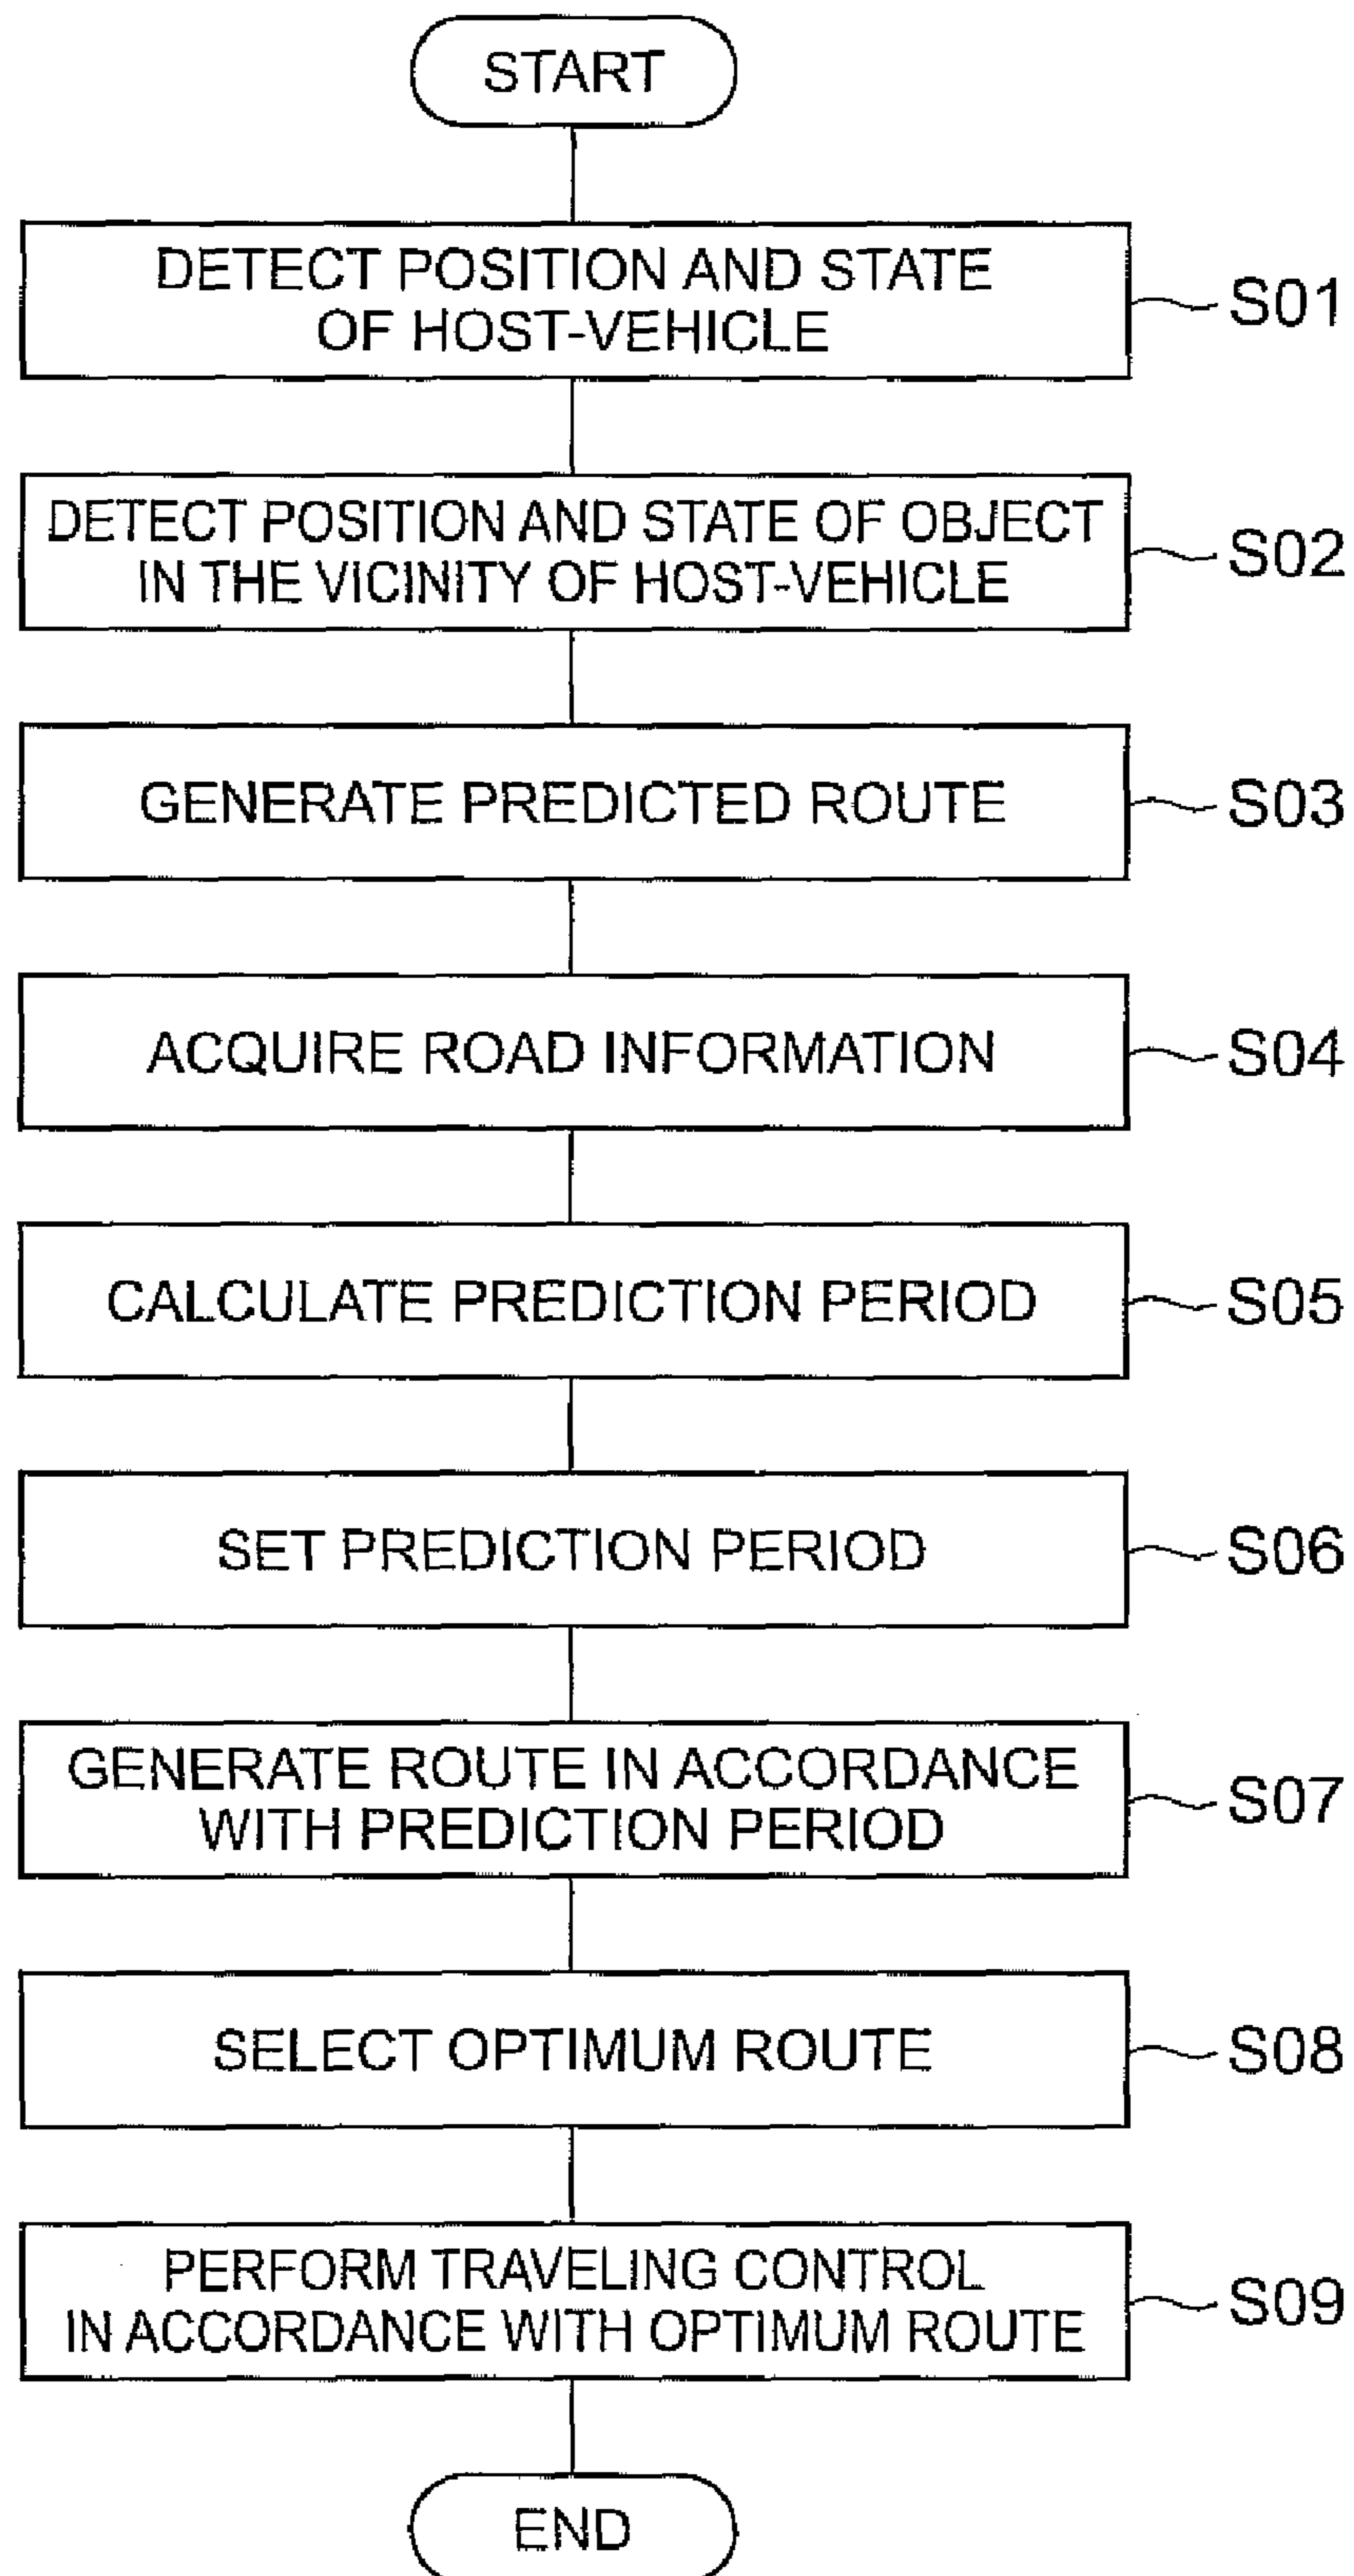 START
DETECT POSITION AND STATE
OF HOST-VEHICLE
S01
DETECT POSITION AND STATE OF OBJECT
IN THE VICINITY OF HOST-VEHICLE
S02
GENERATE PREDICTED ROUTE
S03
ACQUIRE ROAD INFORMATION
S04
CALCULATE PREDICTION PERIOD
S05
SET PREDICTION PERIOD
S06
GENERATE ROUTE IN ACCORDANCE
WITH PREDICTION PERIOD
S07
SELECT OPTIMUM ROUTE
S08
PERFORM TRAVELING CONTROL
IN ACCORDANCE WITH OPTIMUM ROUTE
S09
END